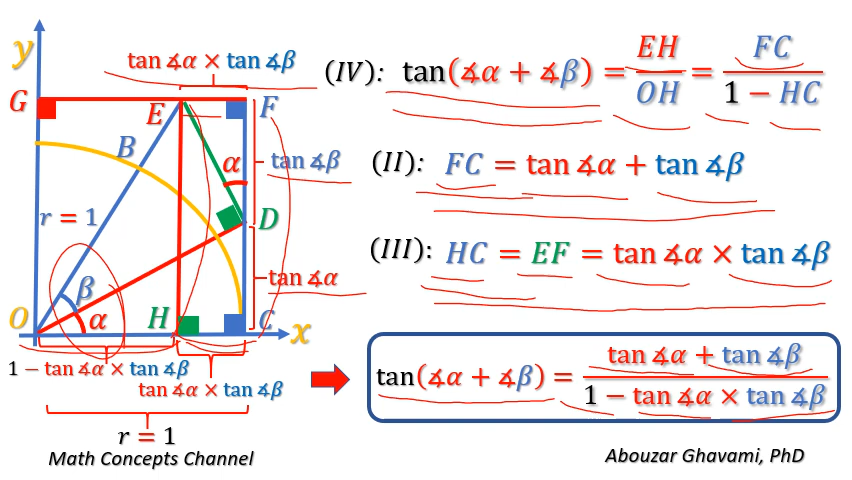 y
tan∡α × tan∡β
G
E
F
B
α
tan∡β
r = 1
D
tan∡α
β
O
α
H
C
x
1 − tan∡α × tan∡β
tan∡α × tan∡β
r = 1
Math Concepts Channel
(IV): tan(∡α + ∡β) = EH/OH = FC/(1 − HC)
(II): FC = tan∡α + tan∡β
(III): HC = EF = tan∡α × tan∡β
tan(∡α + ∡β) = (tan∡α + tan∡β)/(1 − tan∡α × tan∡β)
Abouzar Ghavami, PhD